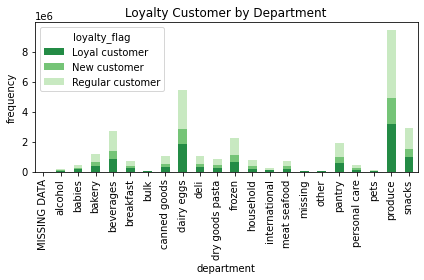 Loyalty Customer by Department
1e6
loyalty_flag
Loyal customer
New customer
Regular customer
frequency
8
6
4
2
0
MISSING DATA
alcohol
babies
bakery
beverages
breakfast
bulk
canned goods
dairy eggs
deli
dry goods pasta
frozen
household
international
meat seafood
missing
other
pantry
personal care
pets
produce
snacks
department